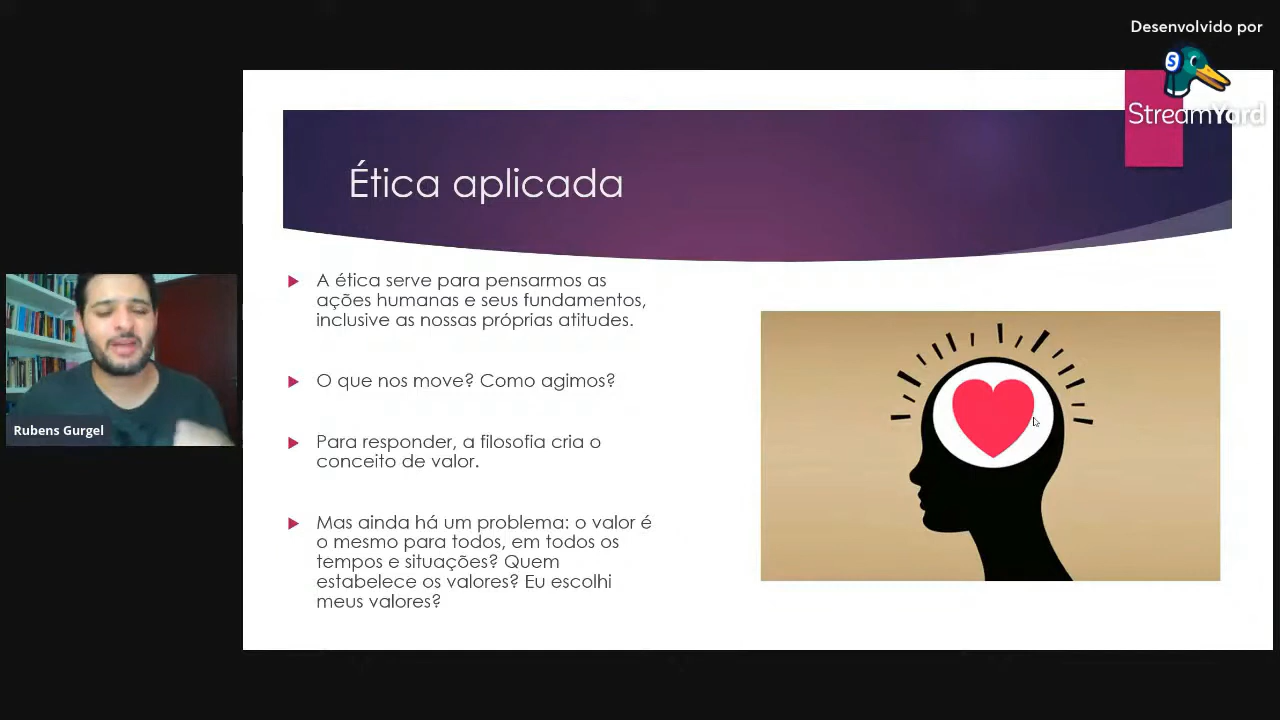 Desenvolvido por
S
StreamYard
Ética aplicada
A ética serve para pensarmos as
ações humanas e seus fundamentos,
inclusive as nossas próprias atitudes.
O que nos move? Como agimos?
Para responder, a filosofia cria o
conceito de valor.
Mas ainda há um problema: o valor é
o mesmo para todos, em todos os
tempos e situações? Quem
estabelece os valores? Eu escolhi
meus valores?
Rubens Gurgel